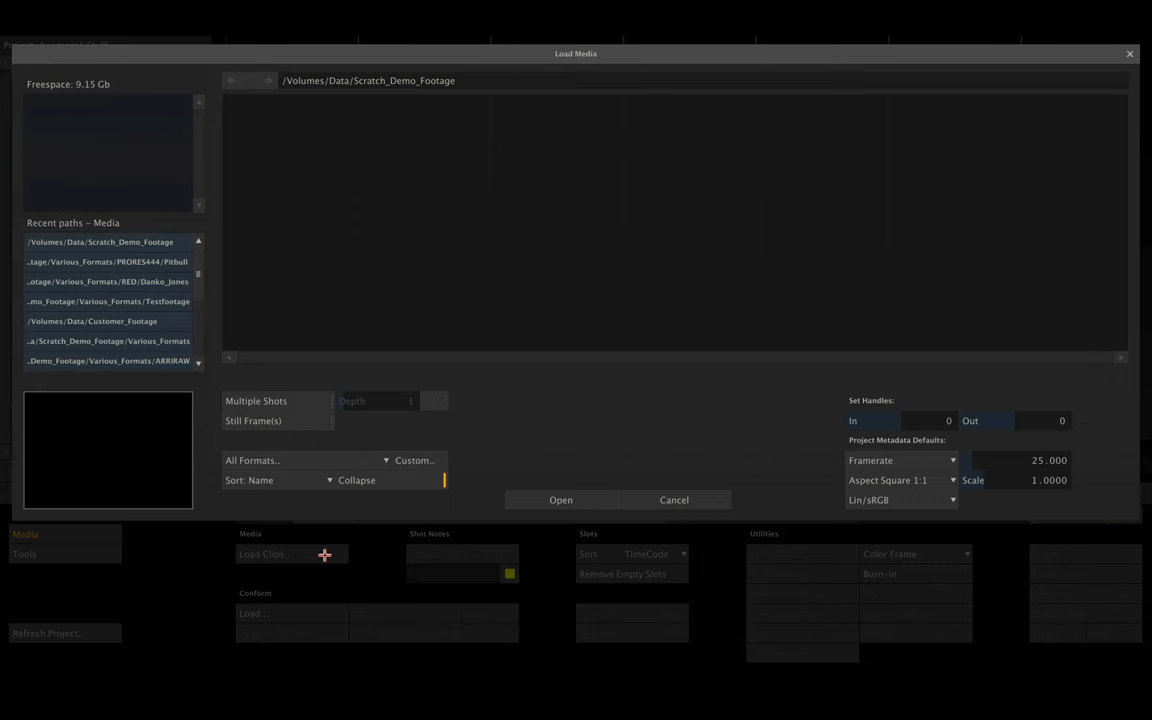 Load Media
Freespace: 9.15 Gb
/Volumes/Data/Scratch_Demo_Footage
Recent paths - Media
/Volumes/Data/Scratch_Demo_Footage
..tage/Various_Formats/PRORES444/Pitbull
..otage/Various_Formats/RED/Danko_Jones
..mo_Footage/Various_Formats/Testfootage
/Volumes/Data/Customer_Footage
..a/Scratch_Demo_Footage/Various_Formats
..Demo_Footage/Various_Formats/ARRIRAW
Multiple Shots Depth 1
Still Frame(s)
All Formats.. Custom..
Sort: Name Collapse
Open Cancel
Set Handles:
In 0 Out 0
Project Metadata Defaults:
Framerate 25.000
Aspect Square 1:1 Scale 1.0000
Lin/sRGB
Media Media Shot Notes Slots Utilities
Tools Load Clips.. Sort TimeCode Color Frame
Remove Empty Slots Burn-In
Conform
Load..
Refresh Project..